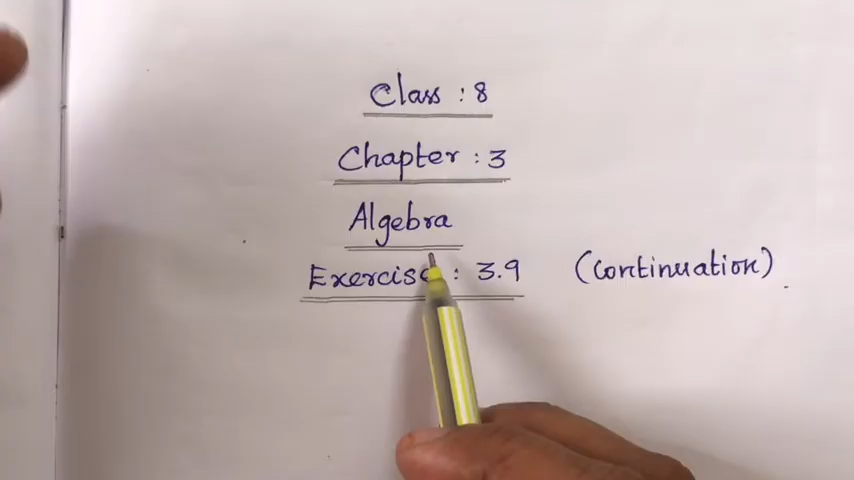 Class : 8
Chapter : 3
Algebra
Exercise : 3.9 (Continuation)